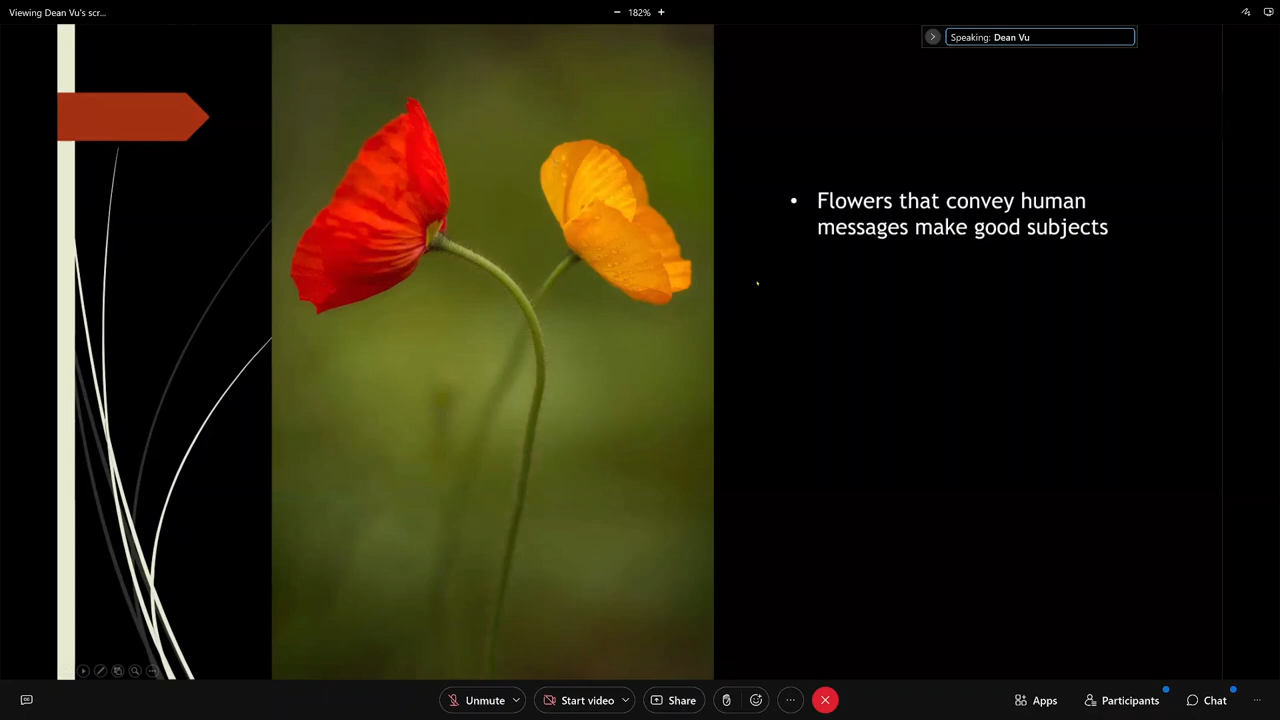 Viewing Dean Vu's scr...
182%
Speaking: Dean Vu
• Flowers that convey human
messages make good subjects
Unmute
Start video
Share
Apps
Participants
Chat